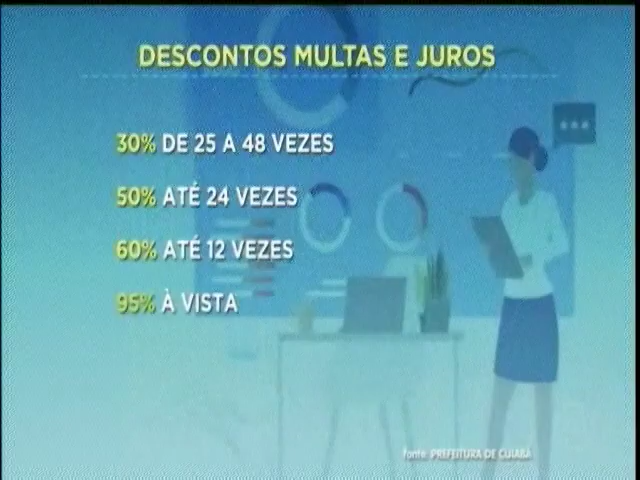 DESCONTOS MULTAS E JUROS
30% DE 25 A 48 VEZES
50% ATÉ 24 VEZES
60% ATÉ 12 VEZES
95% À VISTA
fonte: PREFEITURA DE CUIABÁ